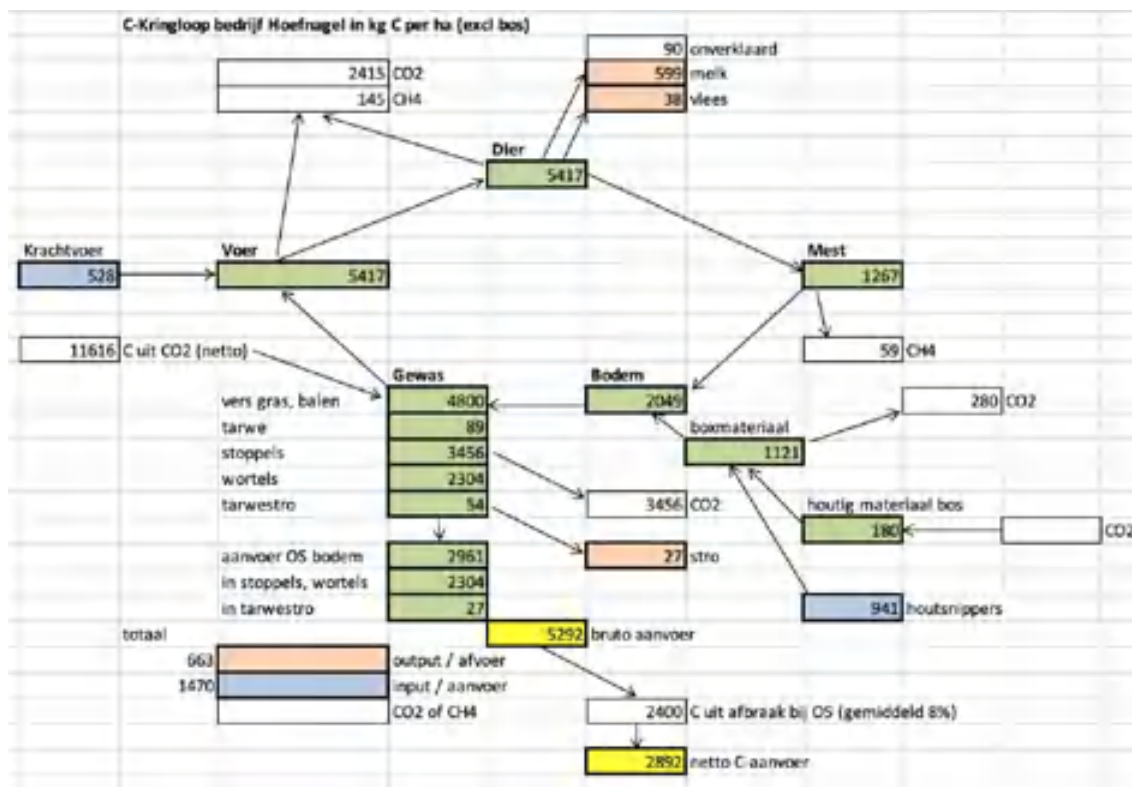 C-Kringloop bedrijf Hoefnagel in kg C per ha (excl bos)
90 onverklaard
2415 CO2 599 melk
145 CH4 38 vlees
Dier
5417
Krachtvoer Voer Mest
528 5417 1267
11616 C uit CO2 (netto) 59 CH4
Gewas Bodem
vers gras, balen 4800 2049 280 CO2
tarwe 89 boxmateriaal
stoppels 3456 1121
wortels 2304
tarwestro 54 3456 CO2 houtig materiaal bos
180 CO2
aanvoer OS bodem 2961 27 stro
in stoppels, wortels 2304
in tarwestro 27 941 houtsnippers
totaal 5292 bruto aanvoer
663 output / afvoer
1470 input / aanvoer
CO2 of CH4 2400 C uit afbraak bij OS (gemiddeld 8%)
2892 netto C-aanvoer